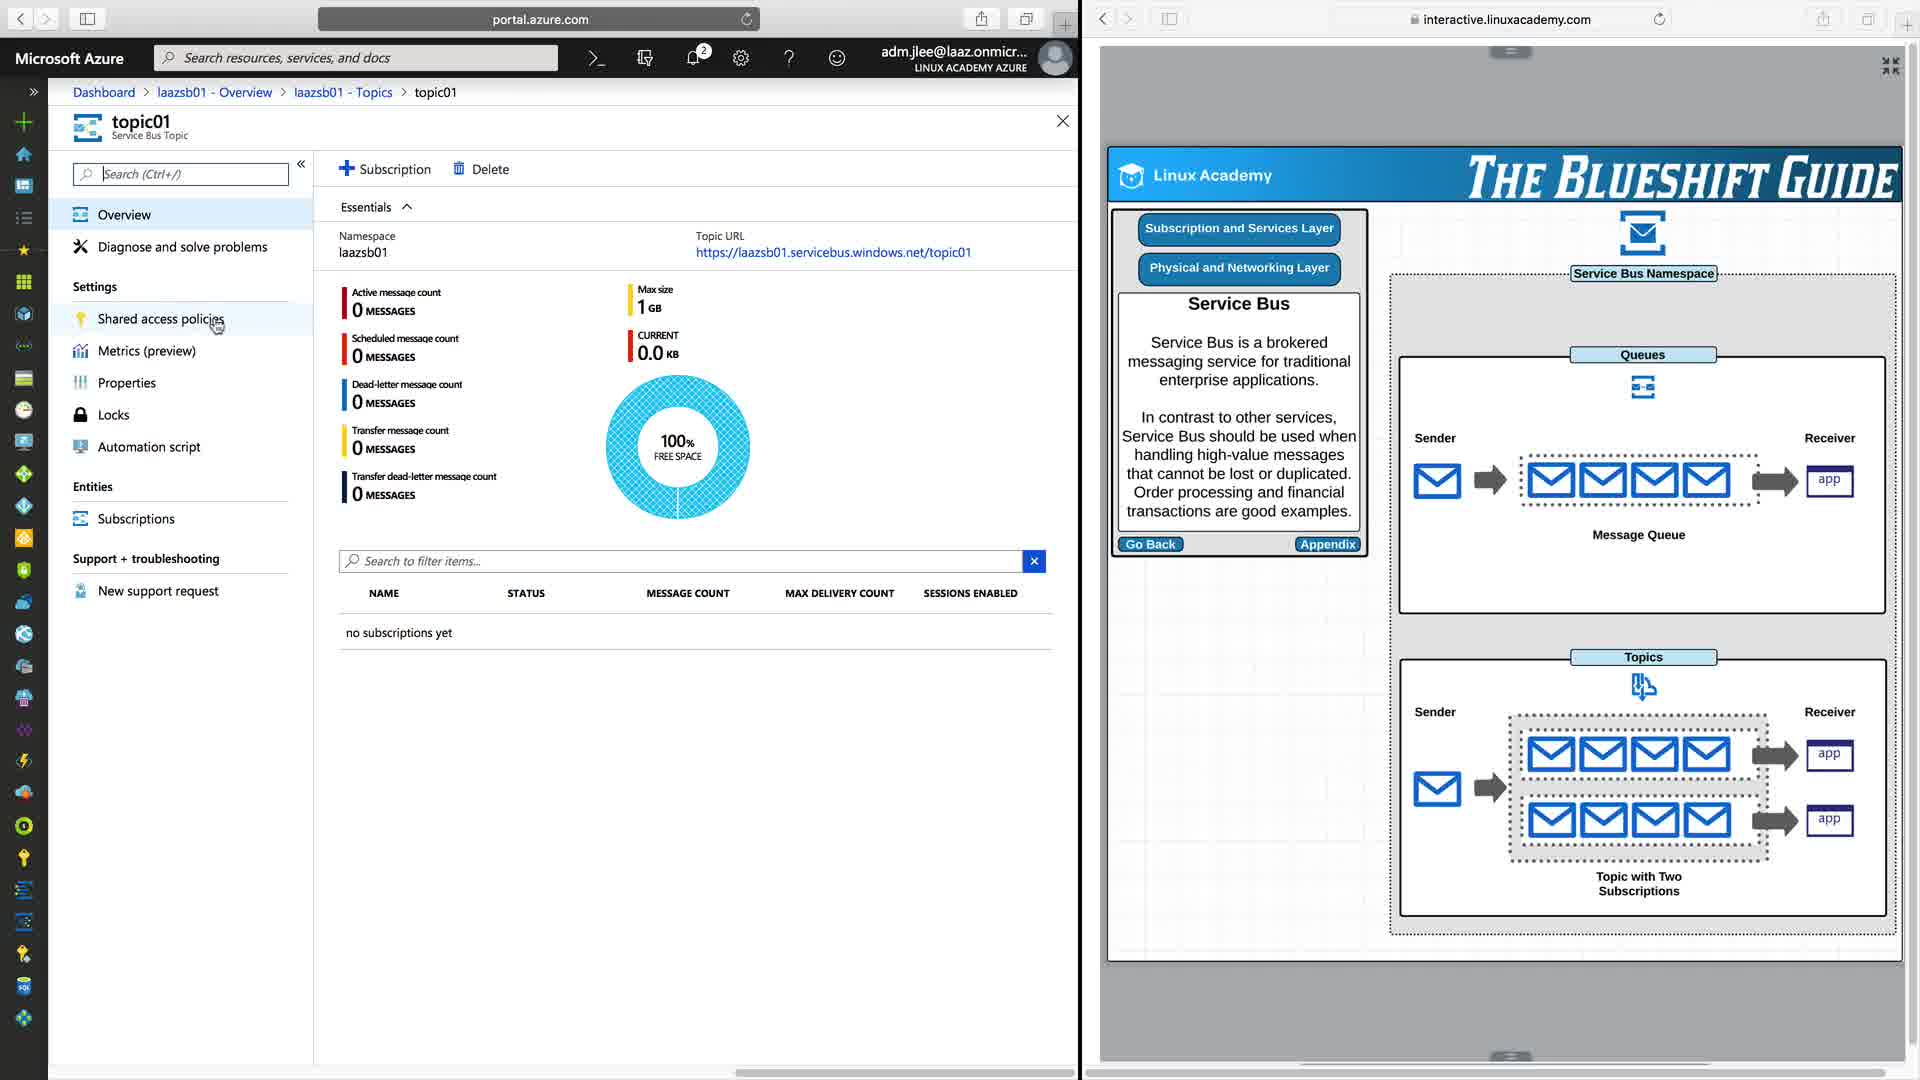 portal.azure.com
Microsoft Azure
Search resources, services, and docs
2
adm.jlee@laaz.onmicr...
LINUX ACADEMY AZURE
Dashboard > laazsb01 - Overview > laazsb01 - Topics > topic01
topic01
Service Bus Topic
Search (Ctrl+/)
Overview
Diagnose and solve problems
Settings
Shared access policies
Metrics (preview)
Properties
Locks
Automation script
Entities
Subscriptions
Support + troubleshooting
New support request
Subscription
Delete
Essentials
Namespace
laazsb01
Topic URL
https://laazsb01.servicebus.windows.net/topic01
Active message count
0 MESSAGES
Scheduled message count
0 MESSAGES
Dead-letter message count
0 MESSAGES
Transfer message count
0 MESSAGES
Transfer dead-letter message count
0 MESSAGES
Max size
1 GB
CURRENT
0.0 KB
100%
FREE SPACE
Search to filter items...
NAME STATUS MESSAGE COUNT MAX DELIVERY COUNT SESSIONS ENABLED
no subscriptions yet
interactive.linuxacademy.com
Linux Academy
THE BLUESHIFT GUIDE
Subscription and Services Layer
Physical and Networking Layer
Service Bus
Service Bus is a brokered
messaging service for traditional
enterprise applications.
In contrast to other services,
Service Bus should be used when
handling high-value messages
that cannot be lost or duplicated.
Order processing and financial
transactions are good examples.
Go Back
Appendix
Service Bus Namespace
Queues
Sender
Receiver
app
Message Queue
Topics
Sender
Receiver
app
app
Topic with Two
Subscriptions